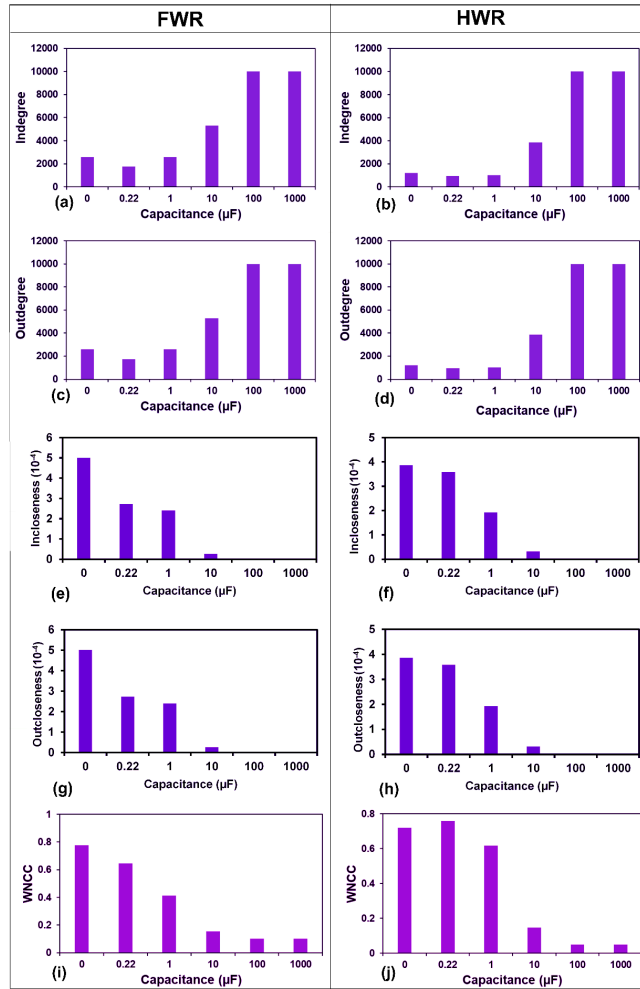 FWR
HWR
Indegree
12000
10000
8000
6000
4000
2000
0
0 0.22 1 10 100 1000
Capacitance (µF)
(a)
Indegree
12000
10000
8000
6000
4000
2000
0
0 0.22 1 10 100 1000
Capacitance (µF)
(b)
Outdegree
12000
10000
8000
6000
4000
2000
0
0 0.22 1 10 100 1000
Capacitance (µF)
(c)
Outdegree
12000
10000
8000
6000
4000
2000
0
0 0.22 1 10 100 1000
Capacitance (µF)
(d)
Incloseness (10⁻⁴)
6
5
4
3
2
1
0
0 0.22 1 10 100 1000
Capacitance (µF)
(e)
Incloseness (10⁻⁴)
5
4
3
2
1
0
0 0.22 1 10 100 1000
Capacitance (µF)
(f)
Outcloseness (10⁻⁴)
6
5
4
3
2
1
0
0 0.22 1 10 100 1000
Capacitance (µF)
(g)
Outcloseness (10⁻⁴)
5
4
3
2
1
0
0 0.22 1 10 100 1000
Capacitance (µF)
(h)
WNCC
1
0.8
0.6
0.4
0.2
0
0 0.22 1 10 100 1000
Capacitance (µF)
(i)
WNCC
0.8
0.6
0.4
0.2
0
0 0.22 1 10 100 1000
Capacitance (µF)
(j)